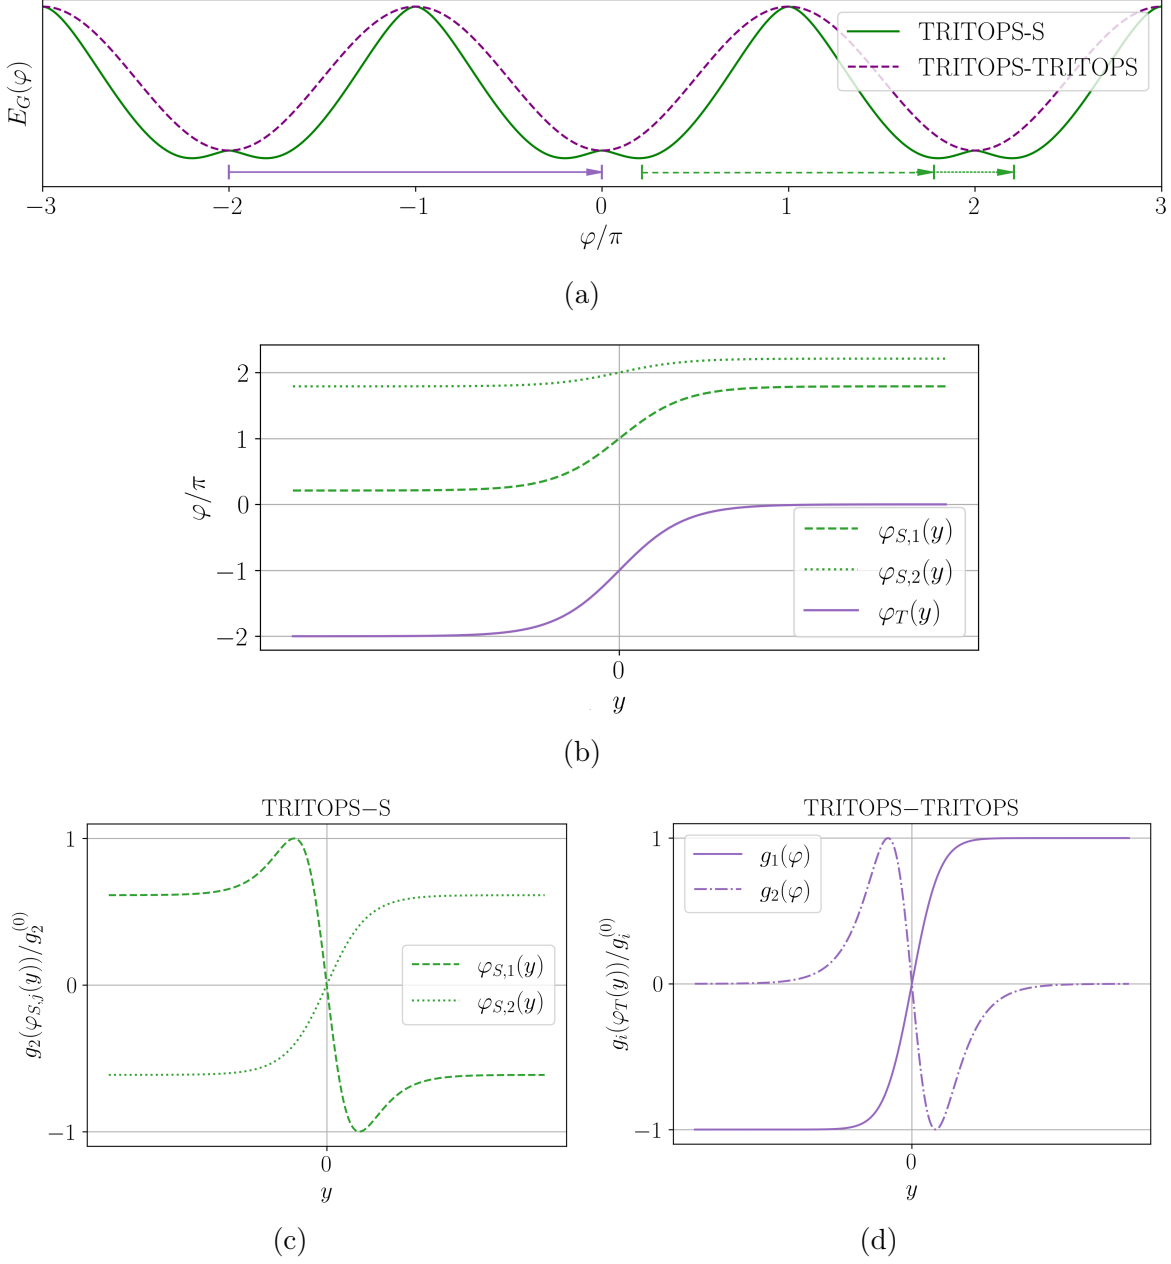 E_G(φ)
TRITOPS-S
TRITOPS-TRITOPS
−3 −2 −1 0 1 2 3
φ/π
(a)
φ/π
2
1
0
−1
−2
φ_{S,1}(y)
φ_{S,2}(y)
φ_T(y)
0
y
(b)
TRITOPS−S
g_2(φ_{S,j}(y))/g_2^{(0)}
1
0
−1
φ_{S,1}(y)
φ_{S,2}(y)
0
y
(c)
TRITOPS−TRITOPS
g_i(φ_T(y))/g_i^{(0)}
1
0
−1
g_1(φ)
g_2(φ)
0
y
(d)